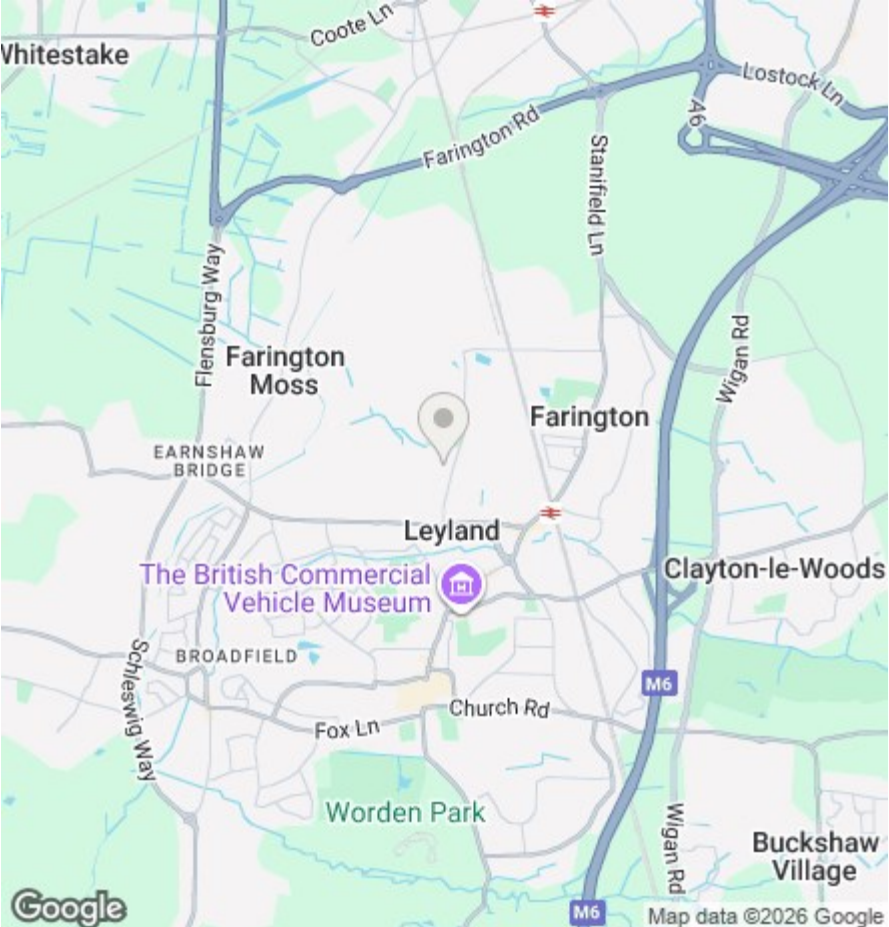 Whitestake
Coote Ln
Lostock Ln
A6
Farington Rd
Stanifield Ln
Flensburg Way
Farington
Moss
Wigan Rd
Farington
EARNSHAW
BRIDGE
Leyland
The British Commercial
Vehicle Museum
Clayton-le-Woods
BROADFIELD
Schleswig Way
M6
Church Rd
Fox Ln
Worden Park
Wigan Rd
Buckshaw
Village
M6
Google
Map data ©2026 Google